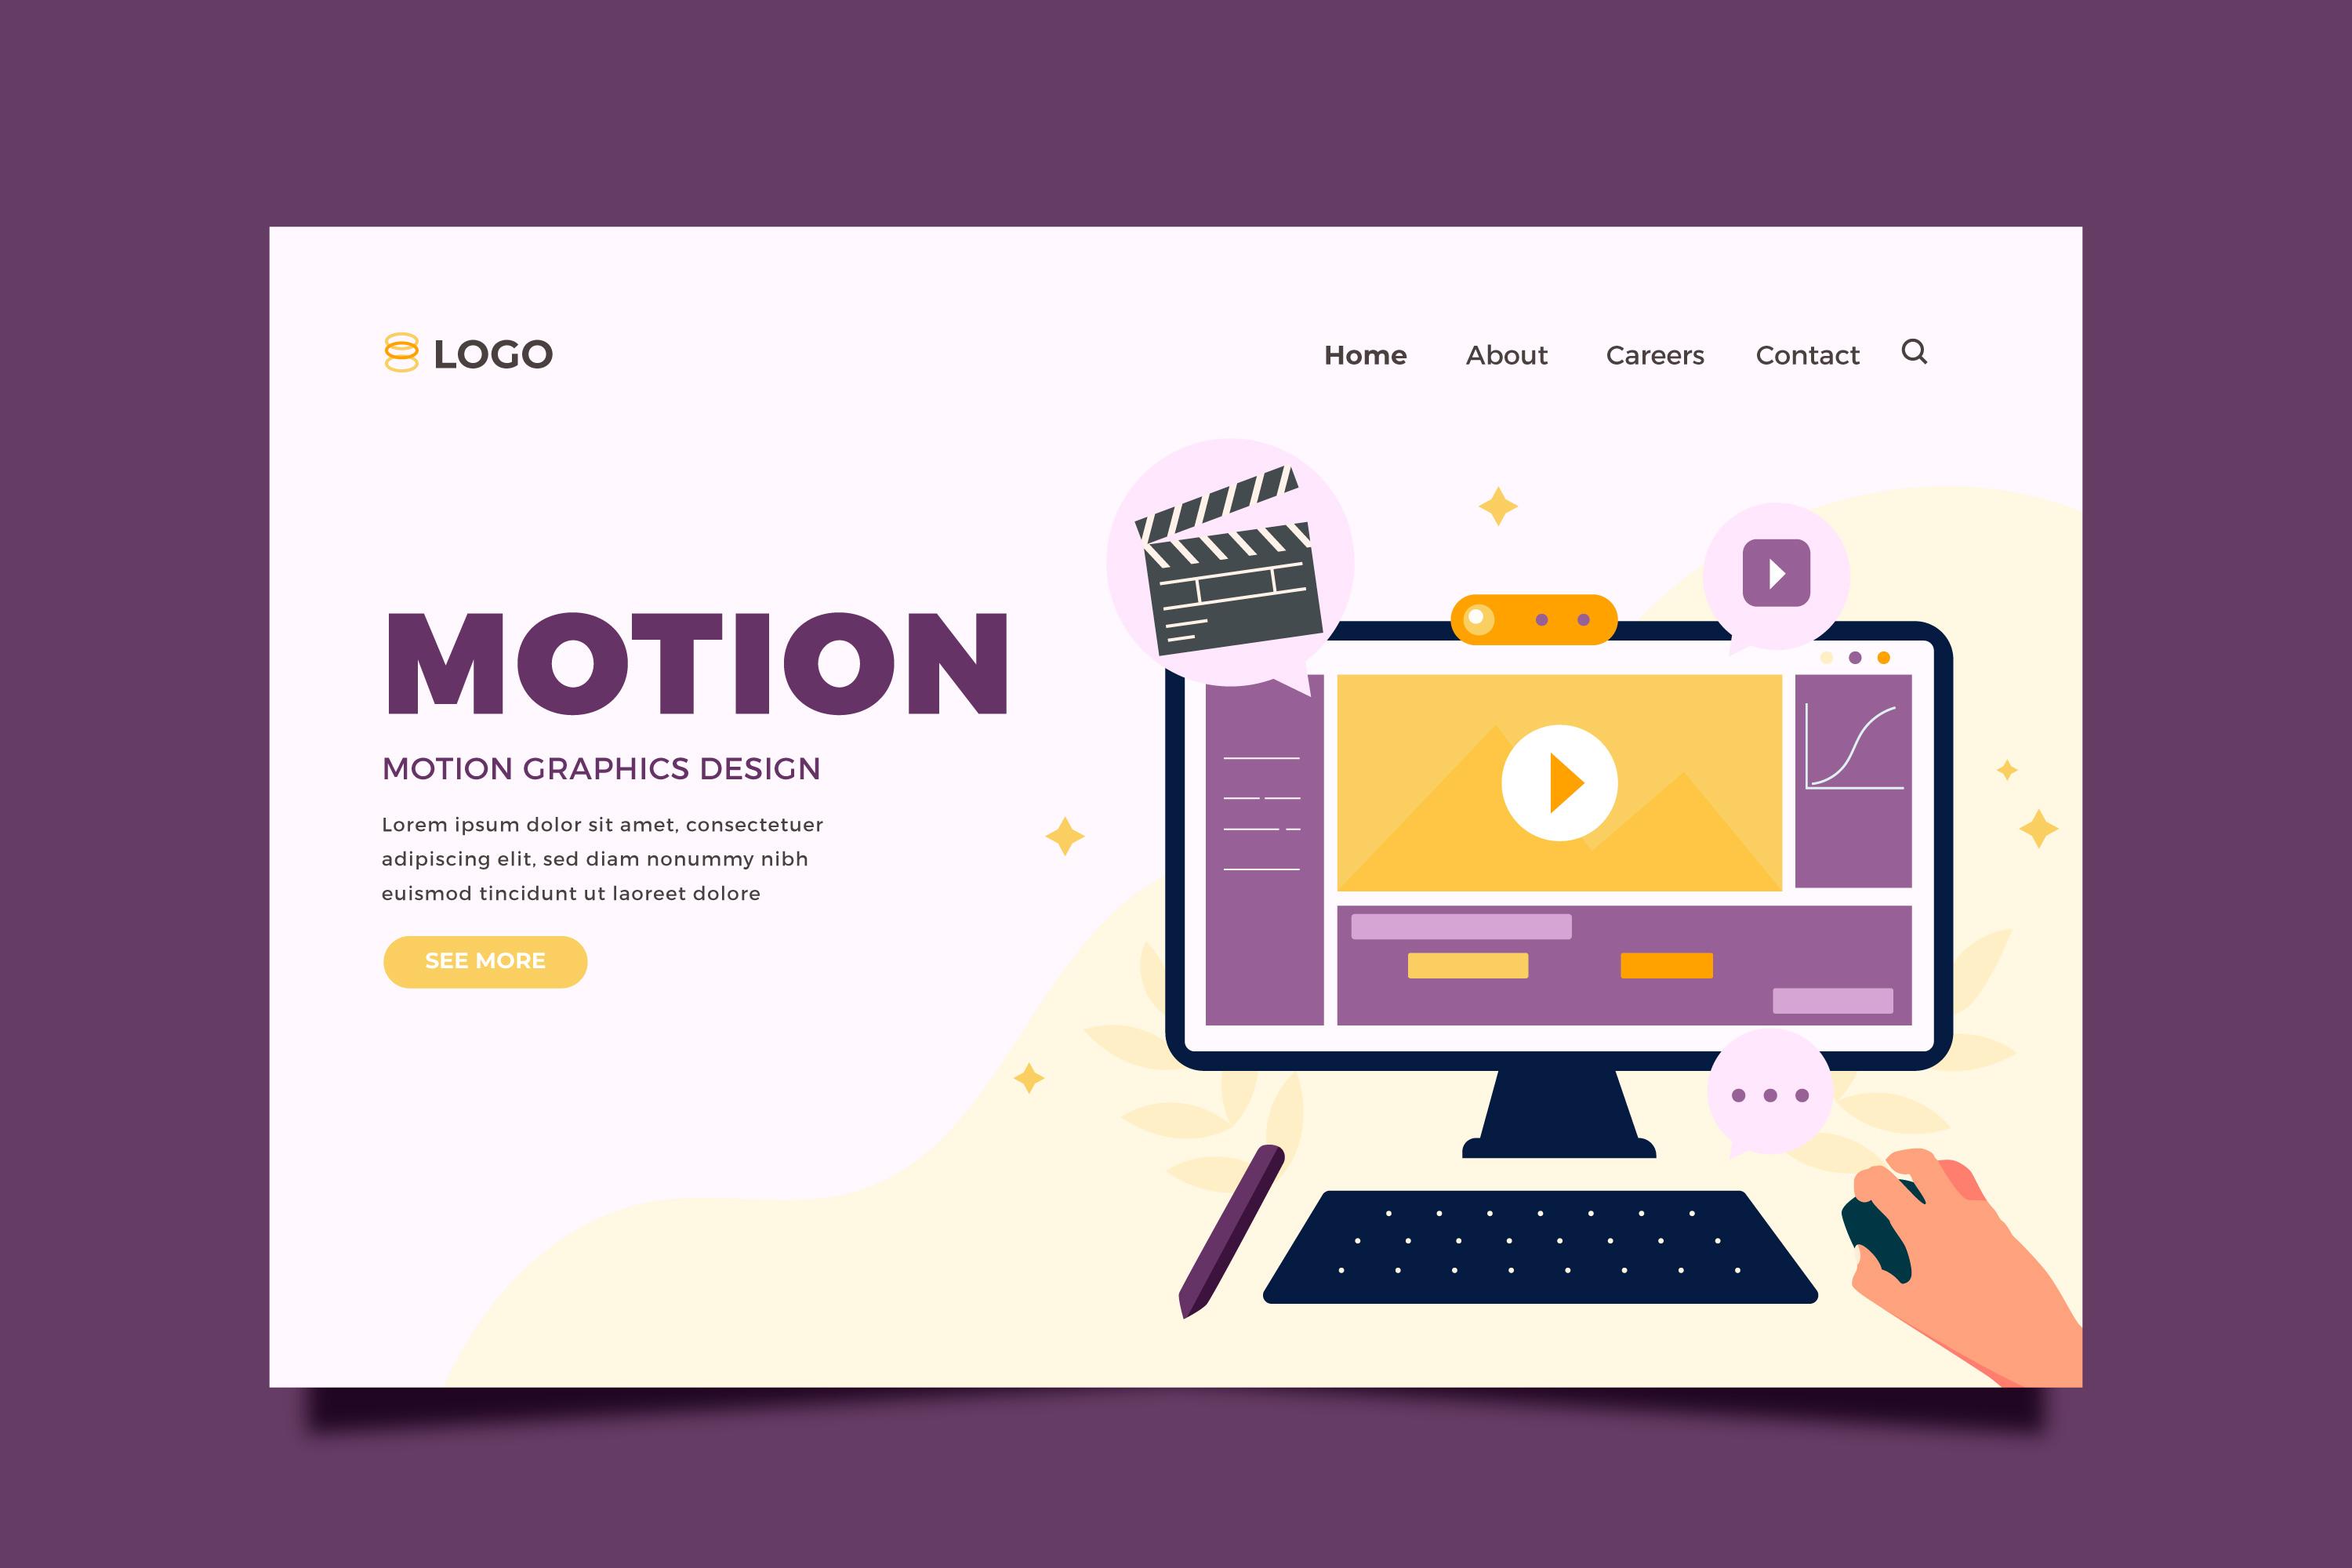 LOGO
Home About Careers Contact
MOTION
MOTION GRAPHICS DESIGN
Lorem ipsum dolor sit amet, consectetuer
adipiscing elit, sed diam nonummy nibh
euismod tincidunt ut laoreet dolore
SEE MORE